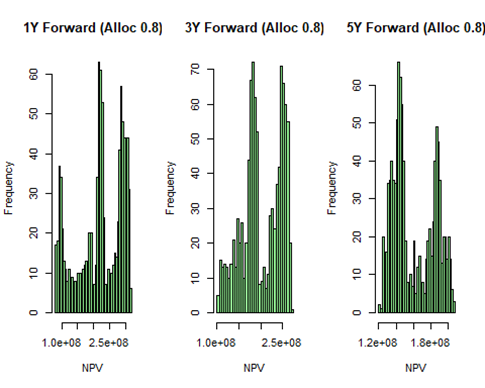 1Y Forward (Alloc 0.8)
3Y Forward (Alloc 0.8)
5Y Forward (Alloc 0.8)
Frequency
60
50
40
30
20
10
0
1.0e+08
2.5e+08
NPV
Frequency
70
60
50
40
30
20
10
0
1.0e+08
2.5e+08
NPV
Frequency
60
50
40
30
20
10
0
1.2e+08
1.8e+08
NPV